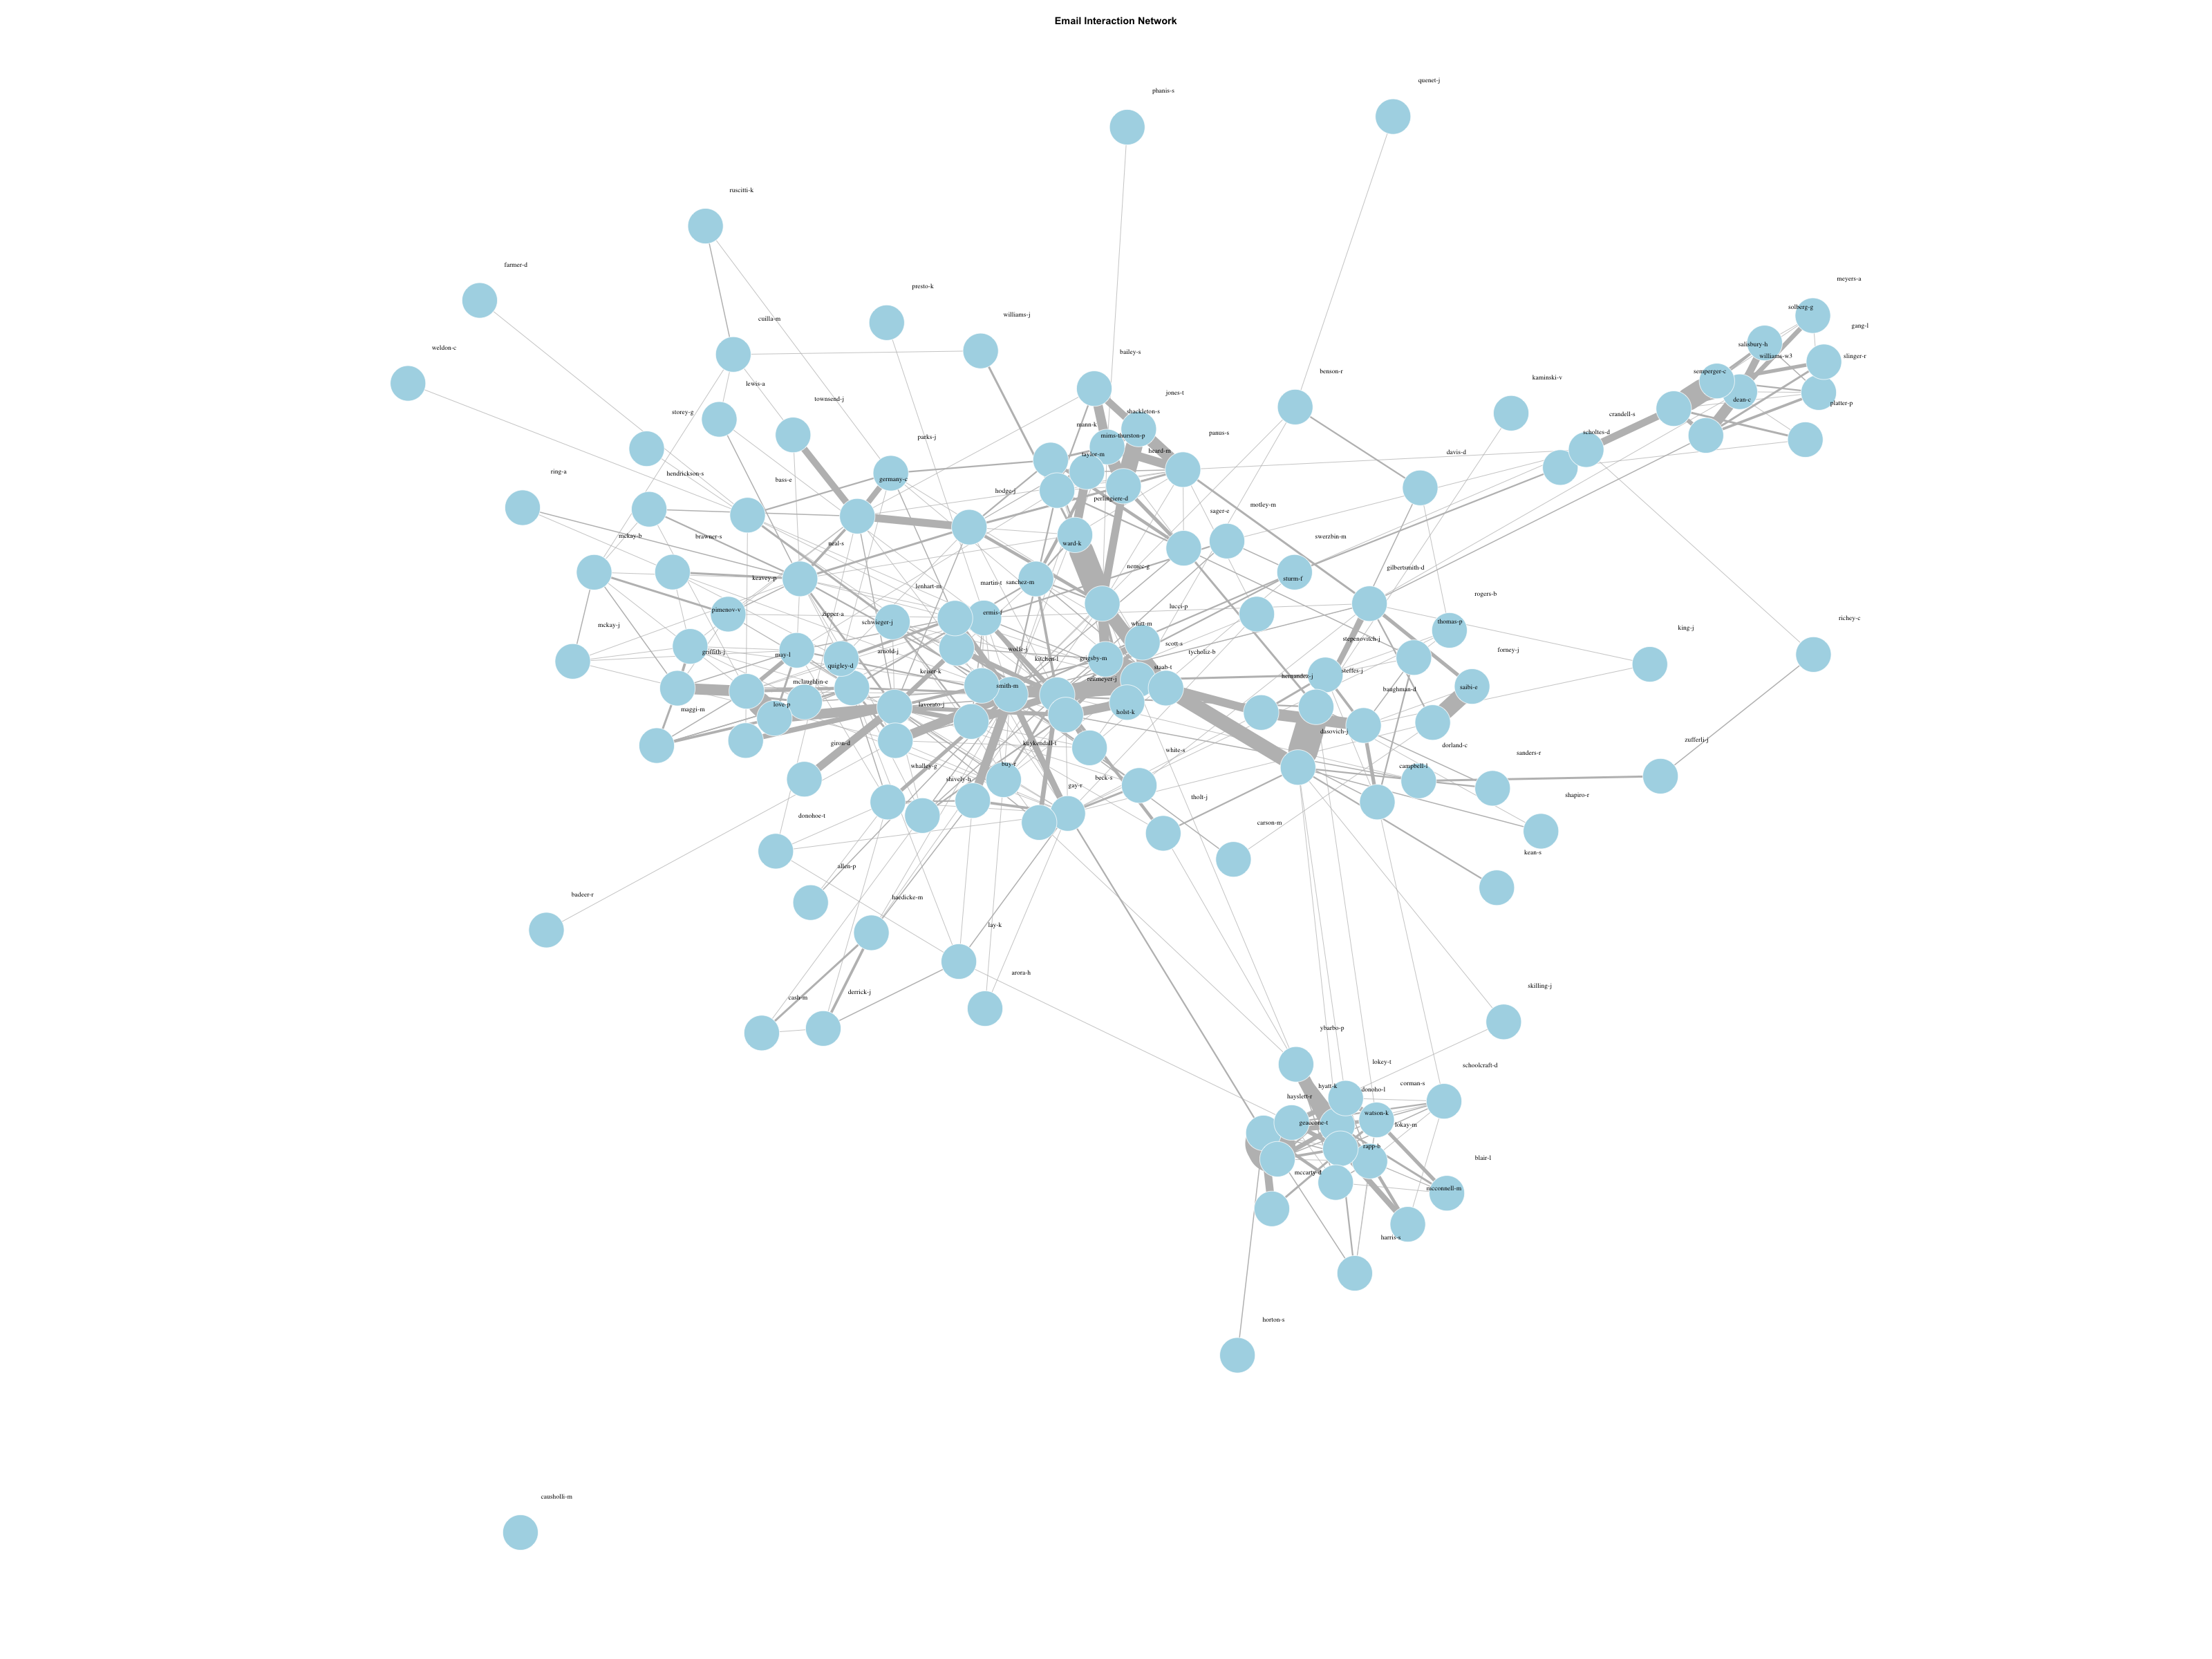 Email Interaction Network
quenet-j
phanis-s
ruscitti-k
farmer-d
meyers-a
presto-k
solberg-g
williams-j
cuilla-m
gang-l
salisbury-h
weldon-c
bailey-s
williams-w3
slinger-r
benson-r
semperger-c
kaminski-v
lewis-a
jones-t
townsend-j
dean-c
platter-p
storey-g
shackleton-s
crandell-s
mann-k
panus-s
scholtes-d
parks-j
mims-thurston-p
heard-m
davis-d
taylor-m
ring-a
hendrickson-s
bass-e
germany-c
hodge-j
perlingiere-d
motley-m
sager-e
mckay-b
brawner-s
swerzbin-m
neal-s
ward-k
nemec-g
gilbertsmith-d
keavey-p
sturm-f
lenhart-m
martin-t
sanchez-m
rogers-b
pimenov-v
lucci-p
zipper-a
ermis-f
richey-c
mckay-j
schwieger-j
whitt-m
thomas-p
king-j
stepenovitch-j
scott-s
wolfe-j
forney-j
griffith-j
arnold-j
tycholiz-b
may-l
kitchen-l
grigsby-m
quigley-d
staab-t
keiser-k
steffes-j
hernandez-j
reitmeyer-j
mclaughlin-e
smith-m
saibi-e
baughman-d
love-p
lavorato-j
maggi-m
holst-k
dasovich-j
zufferli-j
giron-d
kuykendall-t
dorland-c
white-s
sanders-r
whalley-g
buy-r
campbell-l
shively-h
beck-s
gay-r
shapiro-r
tholt-j
donohoe-t
carson-m
kean-s
allen-p
badeer-r
haedicke-m
lay-k
arora-h
skilling-j
derrick-j
cash-m
ybarbo-p
lokey-t
schoolcraft-d
corman-s
hyatt-k
donoho-l
hayslett-r
watson-k
geaccone-t
lokay-m
rapp-b
blair-l
mccarty-d
mcconnell-m
harris-s
horton-s
causholli-m